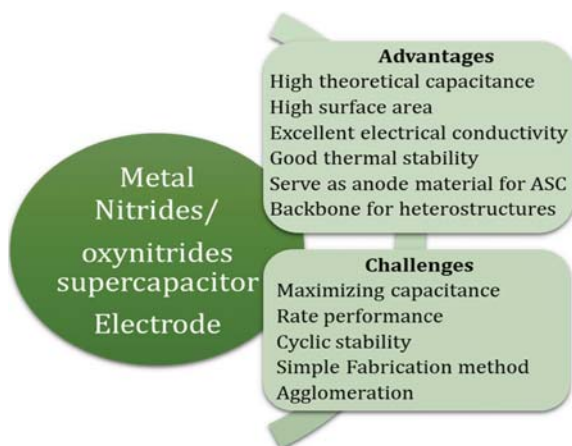 Metal
Nitrides/
oxynitrides
supercapacitor
Electrode
Advantages
High theoretical capacitance
High surface area
Excellent electrical conductivity
Good thermal stability
Serve as anode material for ASC
Backbone for heterostructures
Challenges
Maximizing capacitance
Rate performance
Cyclic stability
Simple Fabrication method
Agglomeration